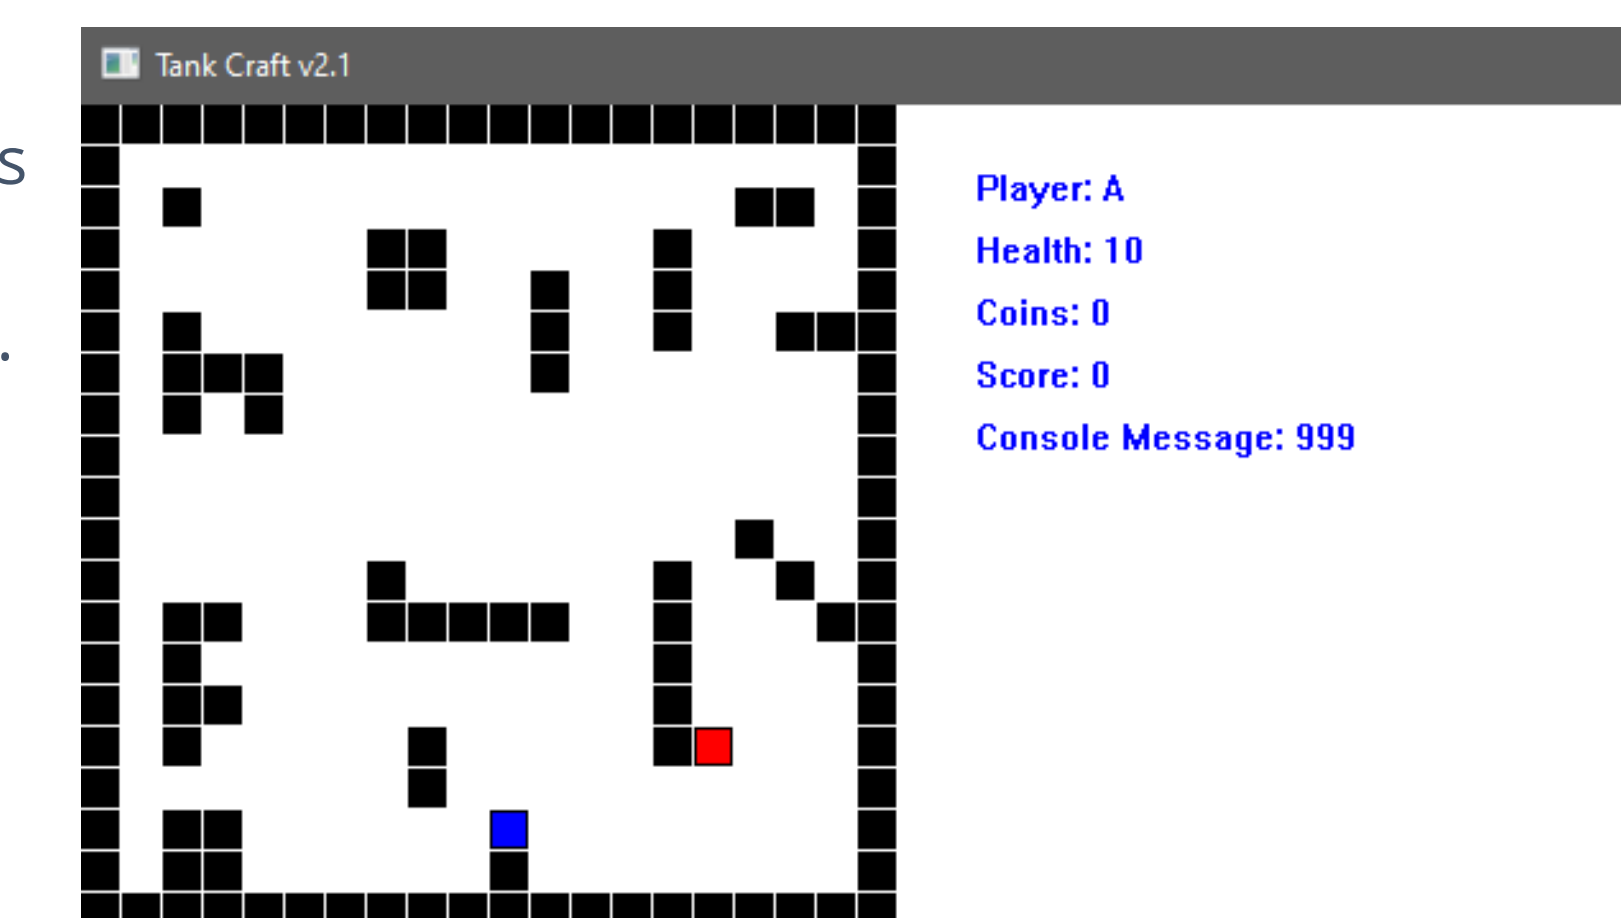 Tank Craft v2.1
s
.
Player: A
Health: 10
Coins: 0
Score: 0
Console Message: 999